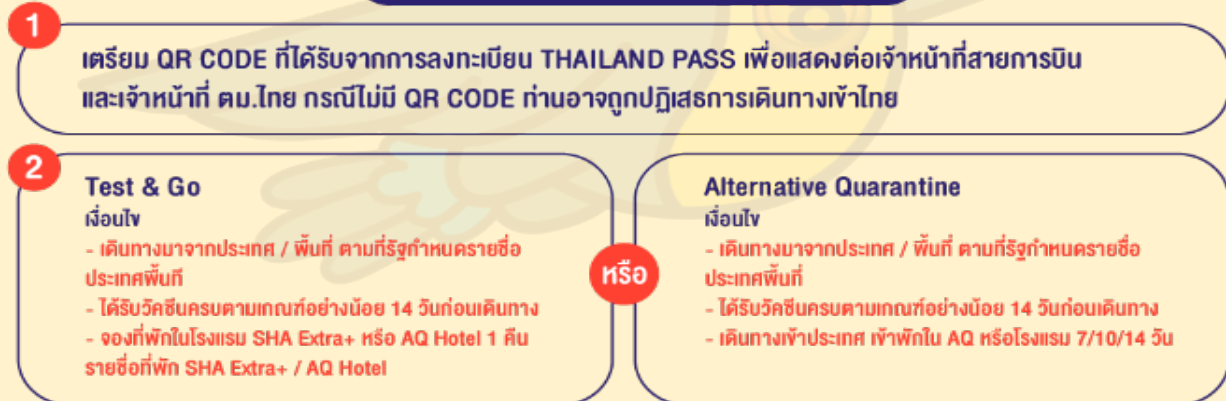 1
เตรียม QR CODE ที่ได้รับจากการลงทะเบียน THAILAND PASS เพื่อแสดงต่อเจ้าหน้าที่สายการบิน
และเจ้าหน้าที่ ตม.ไทย กรณีไม่มี QR CODE ท่านอาจถูกปฏิเสธการเดินทางเข้าไทย
2
Test & Go
เงื่อนไข
- เดินทางมาจากประเทศ / พื้นที่ ตามที่รัฐกำหนดรายชื่อ
ประเทศพื้นที
- ได้รับวัคซีนครบตามเกณฑ์อย่างน้อย 14 วันก่อนเดินทาง
- จองที่พักในโรงแรม SHA Extra+ หรือ AQ Hotel 1 คืน
รายชื่อที่พัก SHA Extra+ / AQ Hotel
หรือ
Alternative Quarantine
เงื่อนไข
- เดินทางมาจากประเทศ / พื้นที่ ตามที่รัฐกำหนดรายชื่อ
ประเทศพื้นที่
- ได้รับวัคซีนครบตามเกณฑ์อย่างน้อย 14 วันก่อนเดินทาง
- เดินทางเข้าประเทศ เข้าพักใน AQ หรือโรงแรม 7/10/14 วัน